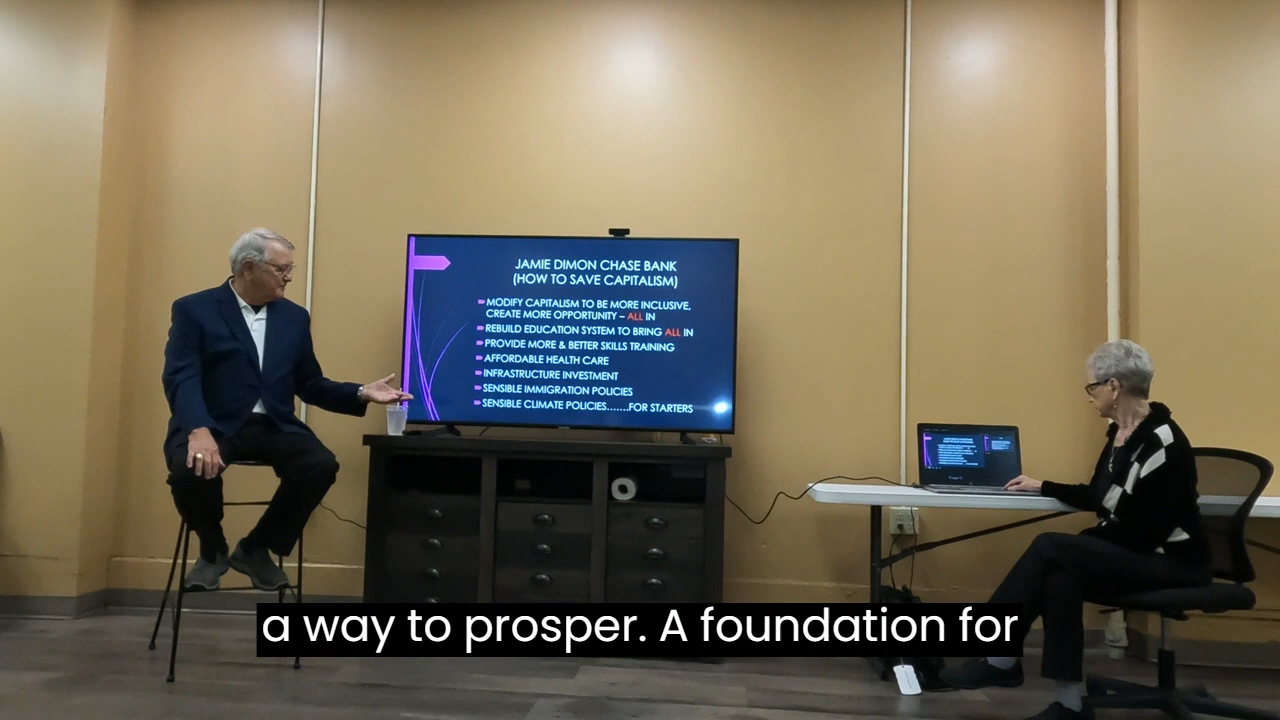 JAMIE DIMON CHASE BANK
(HOW TO SAVE CAPITALISM)
MODIFY CAPITALISM TO BE MORE INCLUSIVE,
CREATE MORE OPPORTUNITY – ALL IN
REBUILD EDUCATION SYSTEM TO BRING ALL IN
PROVIDE MORE & BETTER SKILLS TRAINING
AFFORDABLE HEALTH CARE
INFRASTRUCTURE INVESTMENT
SENSIBLE IMMIGRATION POLICIES
SENSIBLE CLIMATE POLICIES.......FOR STARTERS
a way to prosper. A foundation for